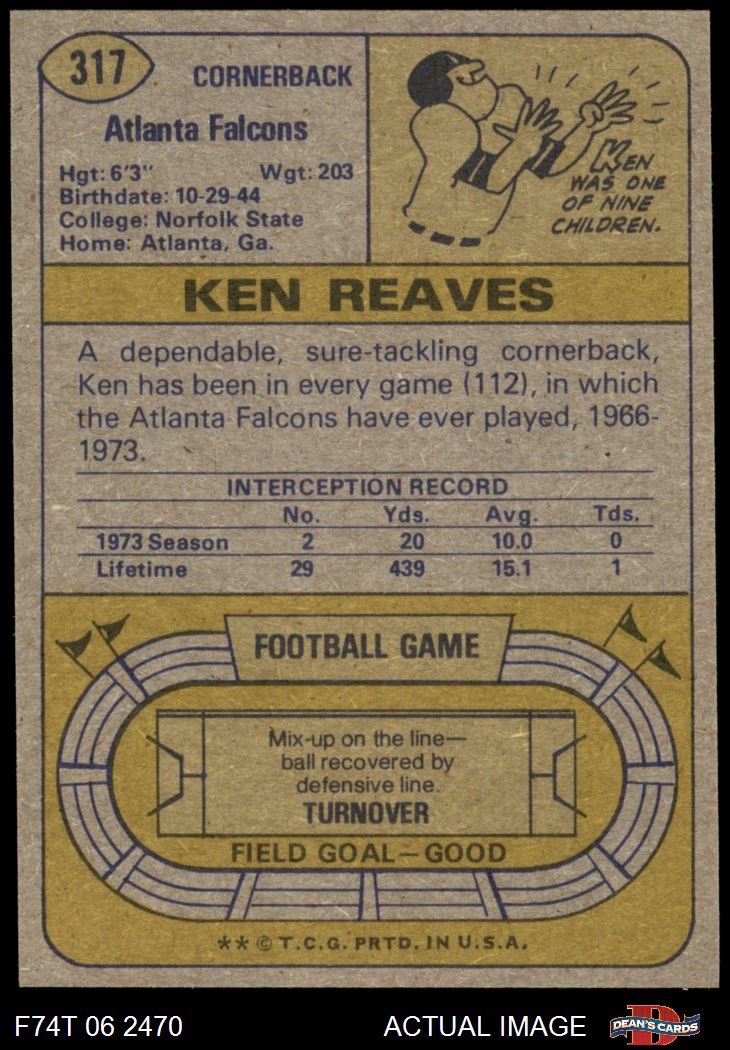 317
CORNERBACK
Atlanta Falcons
Hgt: 6'3" Wgt: 203
Birthdate: 10-29-44
College: Norfolk State
Home: Atlanta, Ga.
KEN
WAS ONE
OF NINE
CHILDREN.
KEN REAVES
A dependable, sure-tackling cornerback,
Ken has been in every game (112), in which
the Atlanta Falcons have ever played, 1966-
1973.
INTERCEPTION RECORD
No. Yds. Avg. Tds.
1973 Season 2 20 10.0 0
Lifetime 29 439 15.1 1
FOOTBALL GAME
Mix-up on the line—
ball recovered by
defensive line.
TURNOVER
FIELD GOAL—GOOD
** © T.C.G. PRTD. IN U.S.A.
F74T 06 2470 ACTUAL IMAGE
D
DEAN'S CARDS